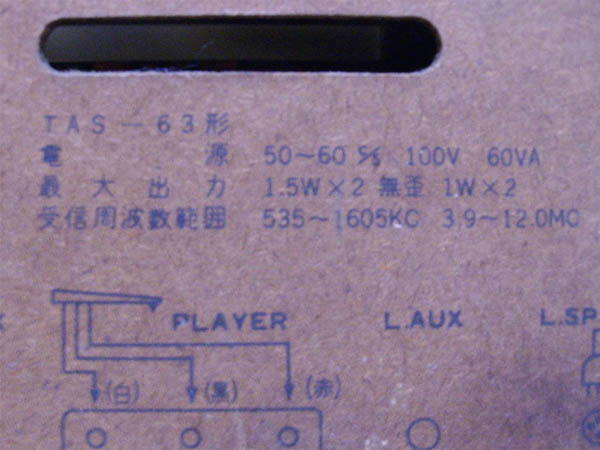 TAS－63形
電源 50～60 c/s 100V 60VA
最大出力 1.5W×2 無歪 1W×2
受信周波数範囲 535～1605KC 3.9～12.0MC
PLAYER L.AUX L.SP
(白) (黒) (赤)